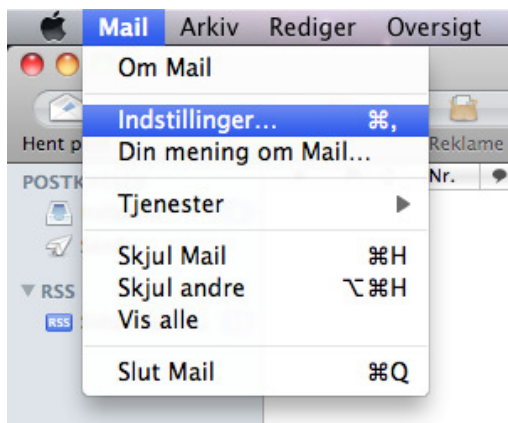 Mail Arkiv Rediger Oversigt
Om Mail
Indstillinger... ⌘,
Din mening om Mail...
Tjenester ▶
Skjul Mail ⌘H
Skjul andre ⌥⌘H
Vis alle
Slut Mail ⌘Q
Hent
Reklame
Nr.
RSS
RSS